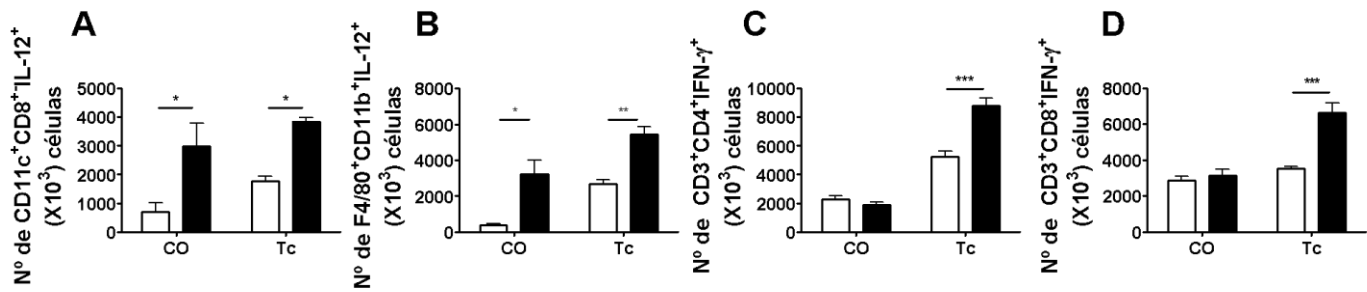 A
Nº de CD11c⁺CD8⁺IL-12⁺
(X10³) células
5000
4000
3000
2000
1000
0
*
*
CO
Tc
B
Nº de F4/80⁺CD11b⁺IL-12⁺
(X10³) células
8000
6000
4000
2000
0
*
**
CO
Tc
C
Nº de CD3⁺CD4⁺IFN-γ⁺
(X10³) células
10000
8000
6000
4000
2000
0
***
CO
Tc
D
Nº de CD3⁺CD8⁺IFN-γ⁺
(X10³) células
10000
8000
6000
4000
2000
0
***
CO
Tc